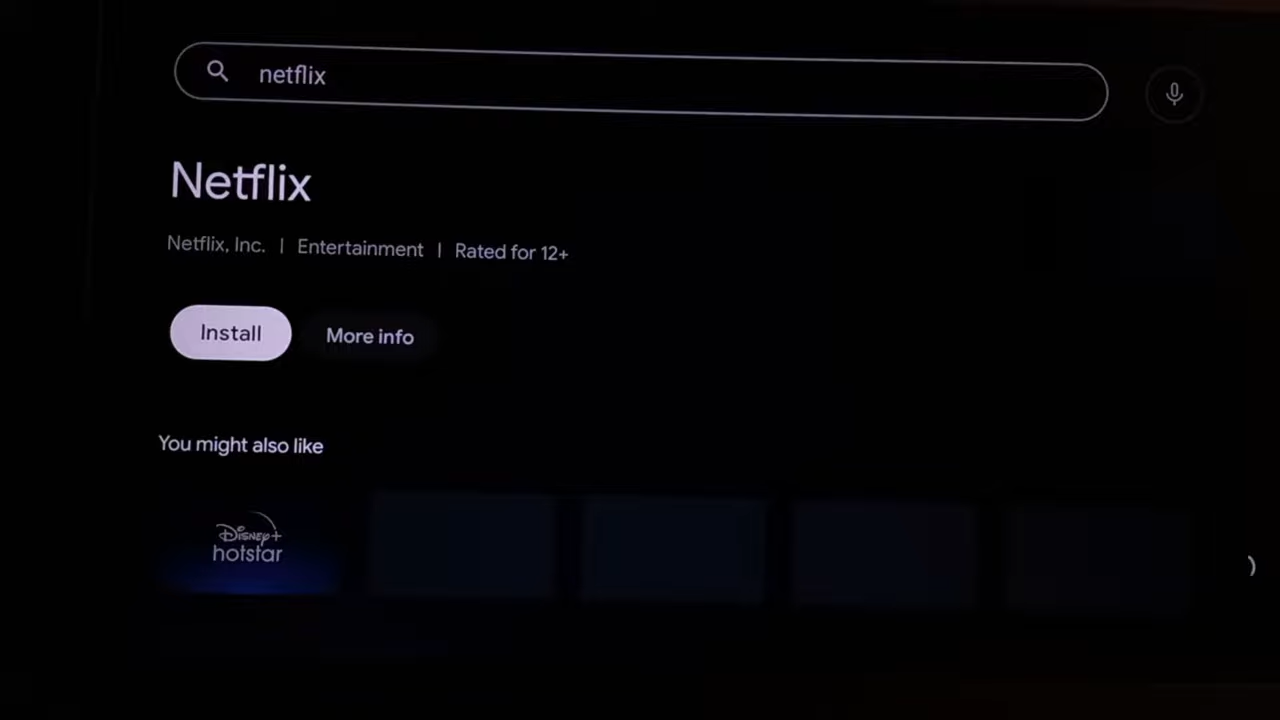 netflix
Netflix
Netflix, Inc. | Entertainment | Rated for 12+
Install More info
You might also like
Disney+
hotstar